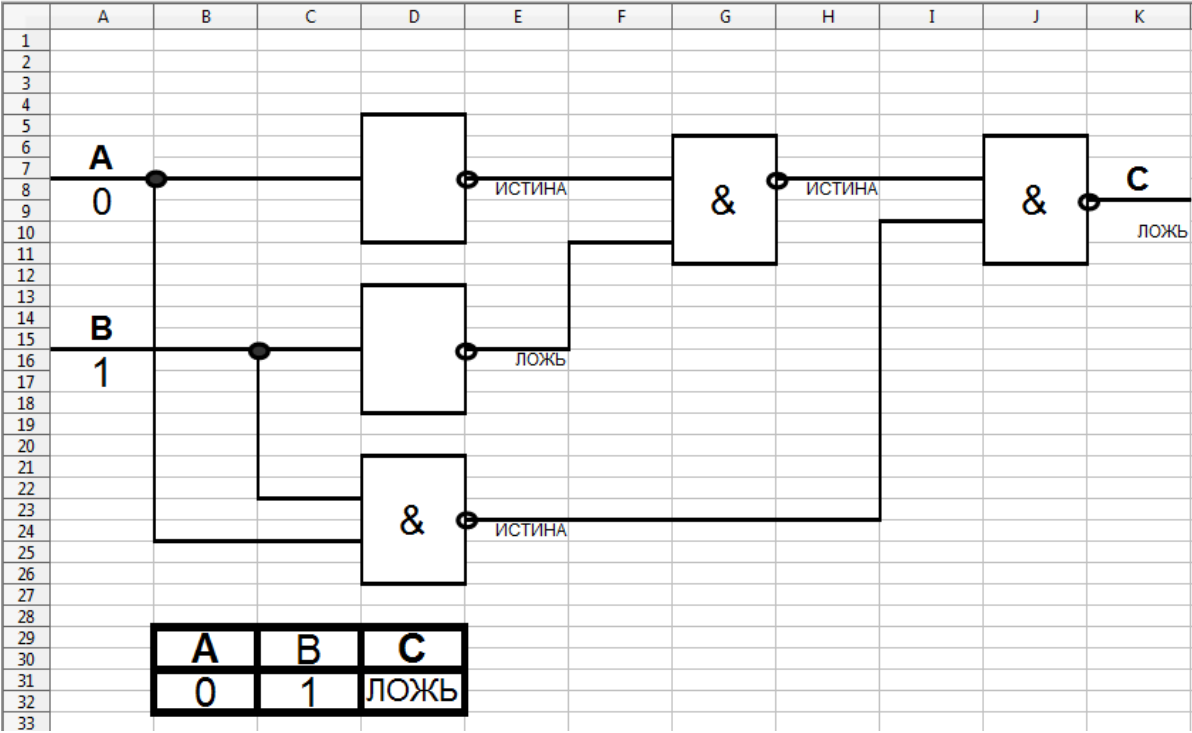 A B C D E F G H I J K
1
2
3
4
5
6
7 A
8 ИСТИНА ИСТИНА C
9 0 & &
10 ЛОЖЬ
11
12
13
14 B
15
16 ЛОЖЬ
17 1
18
19
20
21
22
23 &
24 ИСТИНА
25
26
27
28
29 A B C
30
31 0 1 ЛОЖЬ
32
33